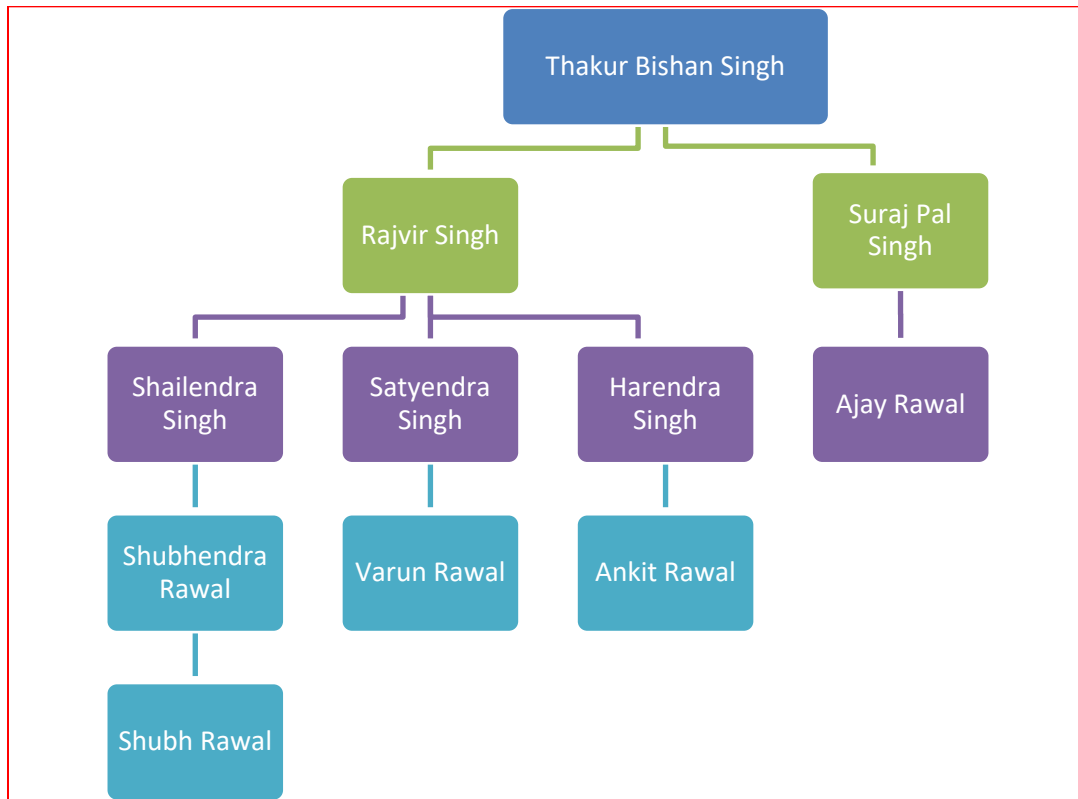 Thakur Bishan Singh
Rajvir Singh
Suraj Pal
Singh
Shailendra
Singh
Satyendra
Singh
Harendra
Singh
Ajay Rawal
Shubhendra
Rawal
Varun Rawal
Ankit Rawal
Shubh Rawal